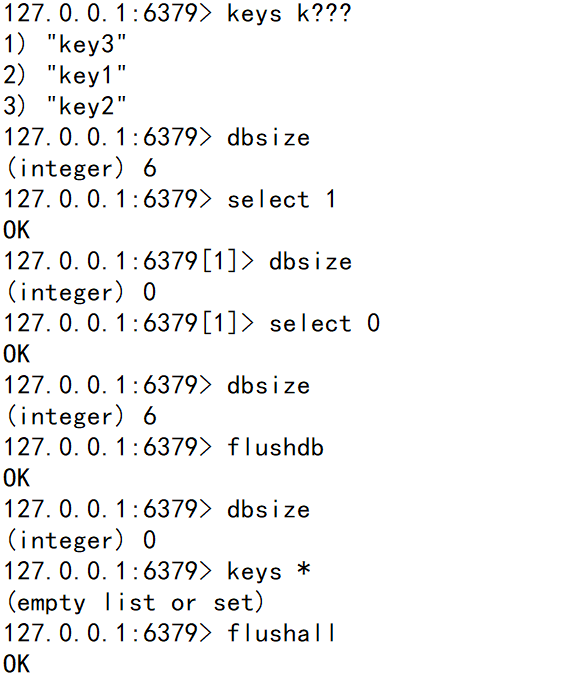 127.0.0.1:6379> keys k???
1) "key3"
2) "key1"
3) "key2"
127.0.0.1:6379> dbsize
(integer) 6
127.0.0.1:6379> select 1
OK
127.0.0.1:6379[1]> dbsize
(integer) 0
127.0.0.1:6379[1]> select 0
OK
127.0.0.1:6379> dbsize
(integer) 6
127.0.0.1:6379> flushdb
OK
127.0.0.1:6379> dbsize
(integer) 0
127.0.0.1:6379> keys *
(empty list or set)
127.0.0.1:6379> flushall
OK